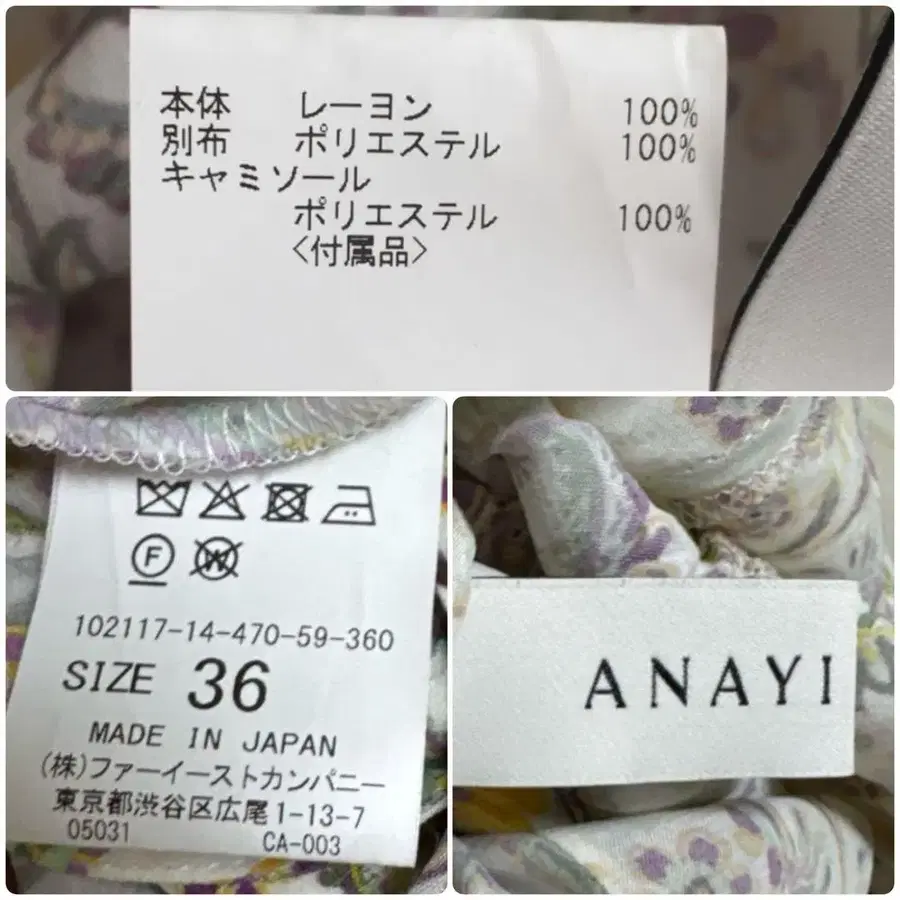 本体 レーヨン 100%
別布 ポリエステル 100%
キャミソール
ポリエステル 100%
〈付属品〉
F
W
102117-14-470-59-360
SIZE 36
MADE IN JAPAN
(株)ファーイーストカンパニー
東京都渋谷区広尾1-13-7
05031 CA-003
ANAYI